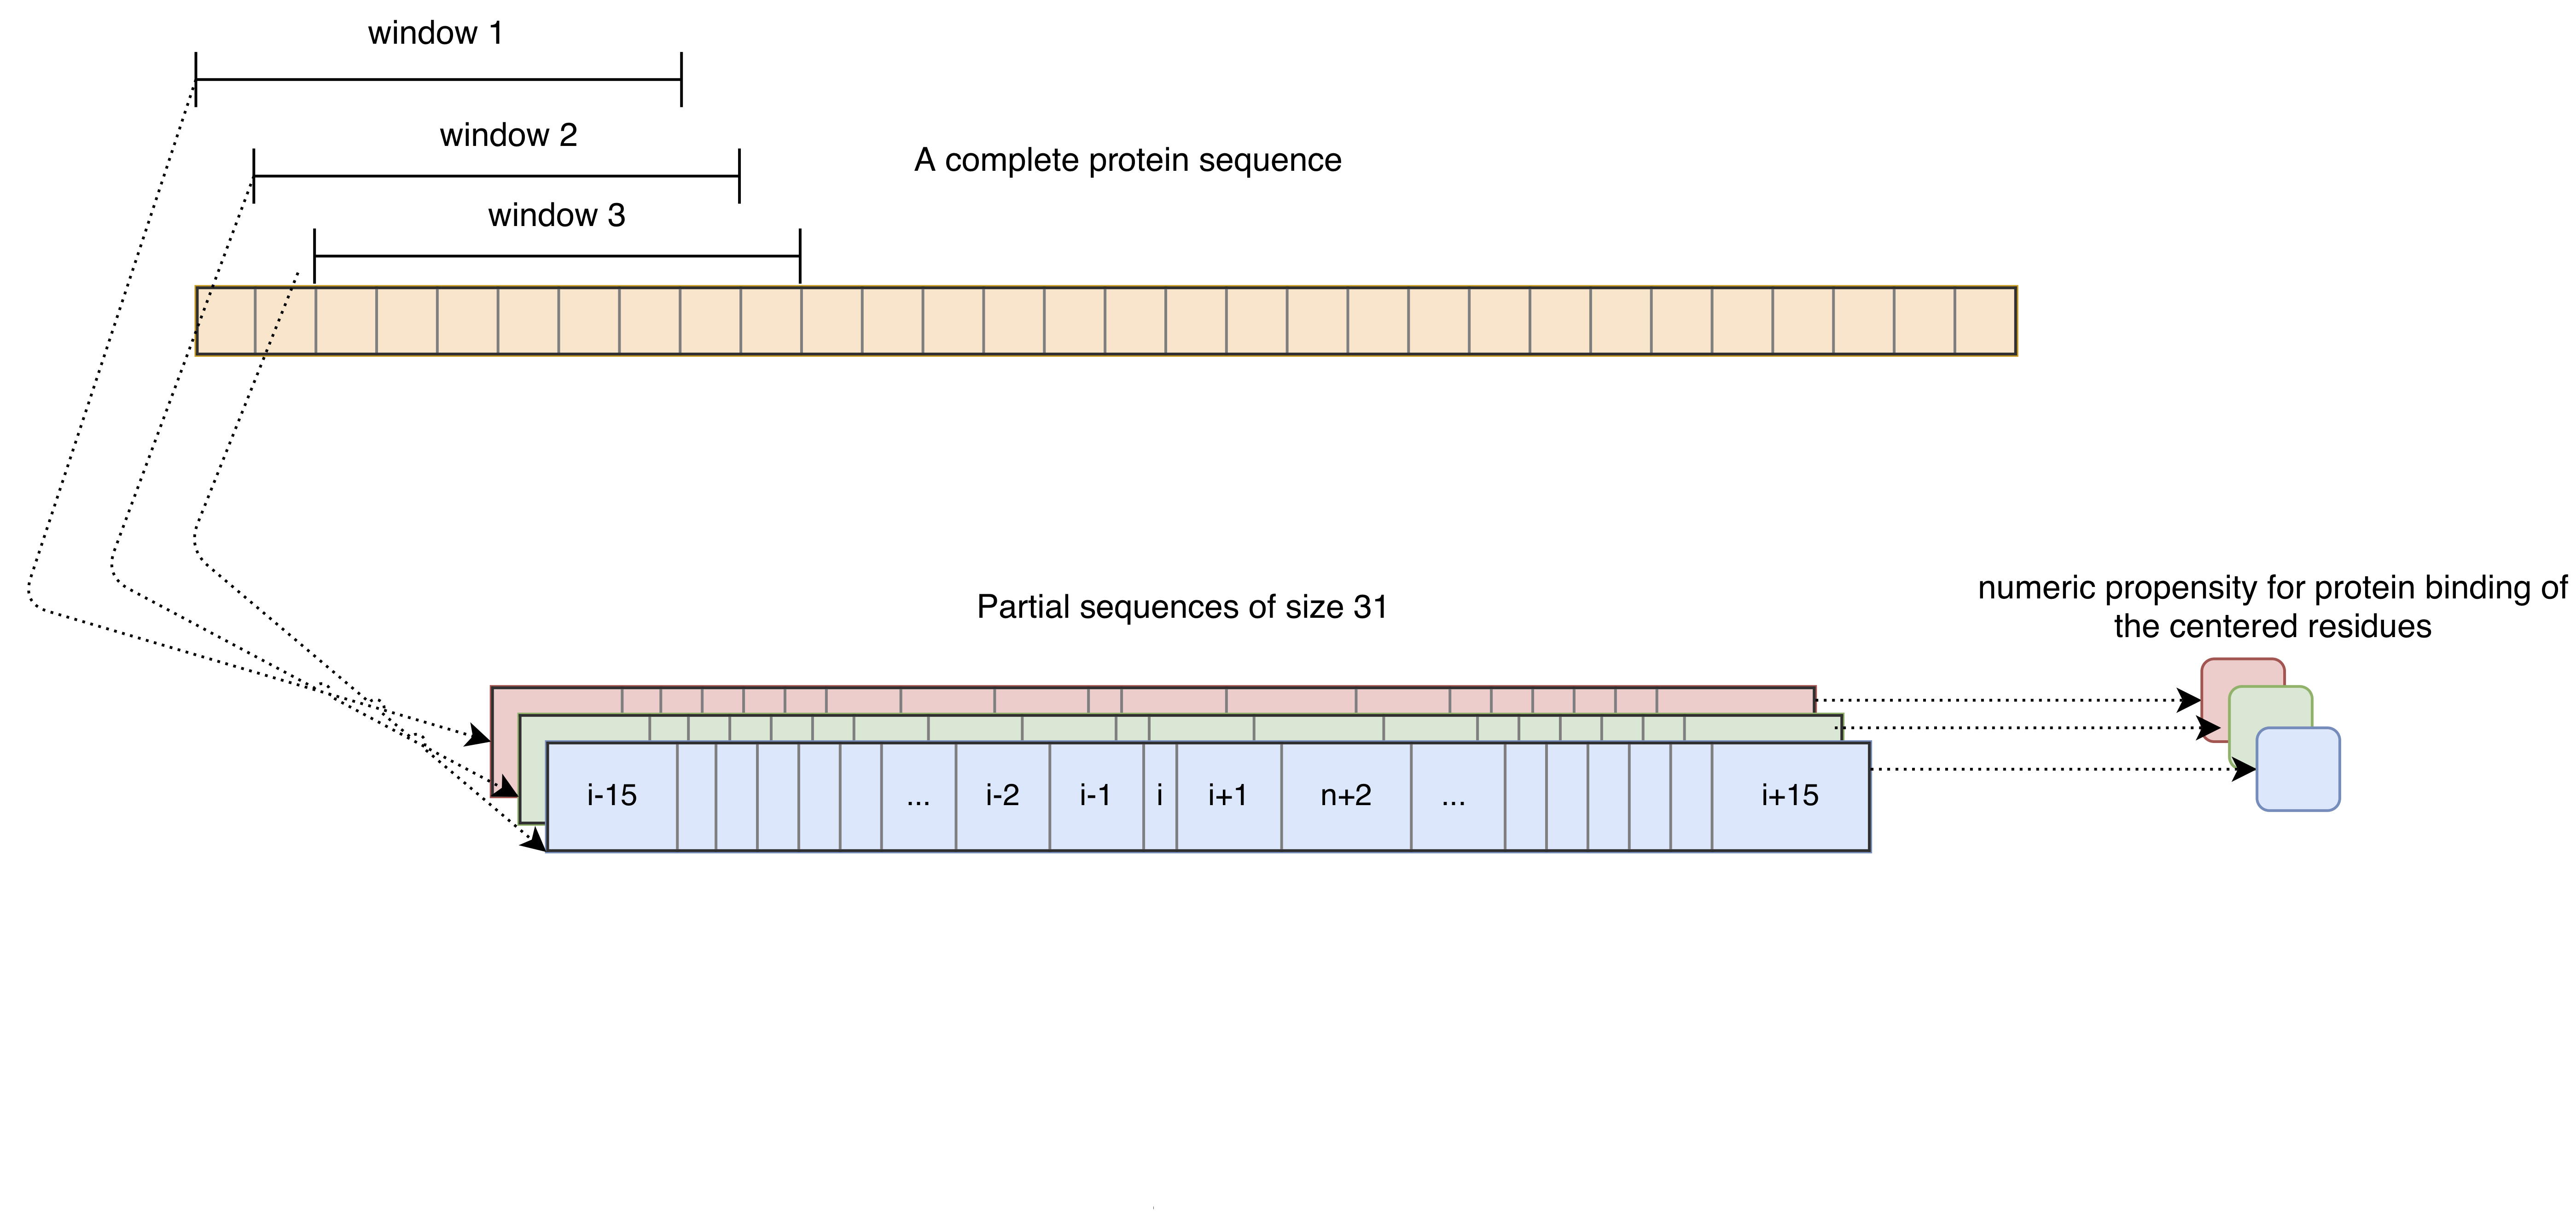 window 1
window 2
A complete protein sequence
window 3
numeric propensity for protein binding of
the centered residues
Partial sequences of size 31
i-15 ... i-2 i-1 i i+1 n+2 ... i+15